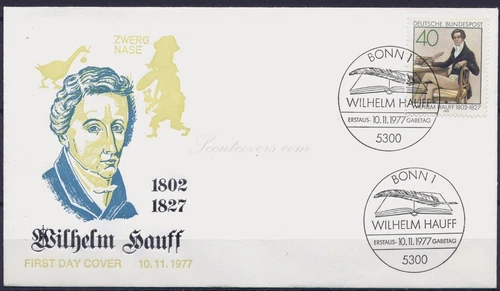 ZWERG
NASE
1802
1827
Wilhelm Hauff
FIRST DAY COVER 10.11.1977
Scoutcovers.com
DEUTSCHE BUNDESPOST
40
WILHELM HAUFF 1802-1827
BONN 1
WILHELM HAUFF
ERSTAUS- 10.11.1977 GABETAG
5300
BONN 1
WILHELM HAUFF
ERSTAUS- 10.11.1977 GABETAG
5300